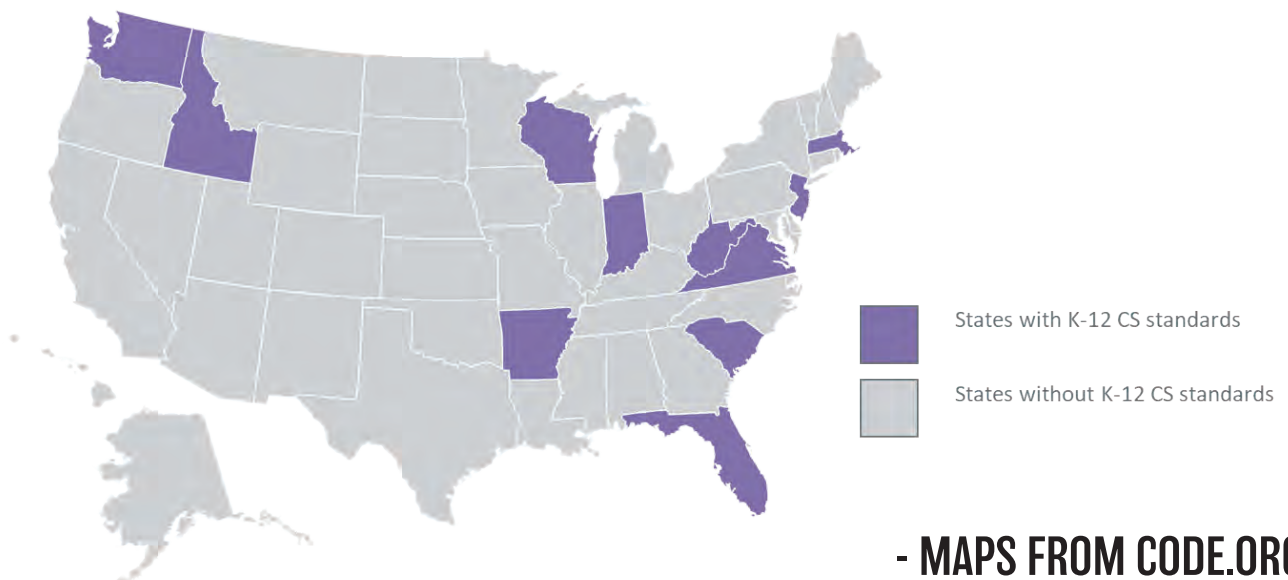 States with K-12 CS standards
States without K-12 CS standards
- MAPS FROM CODE.ORG